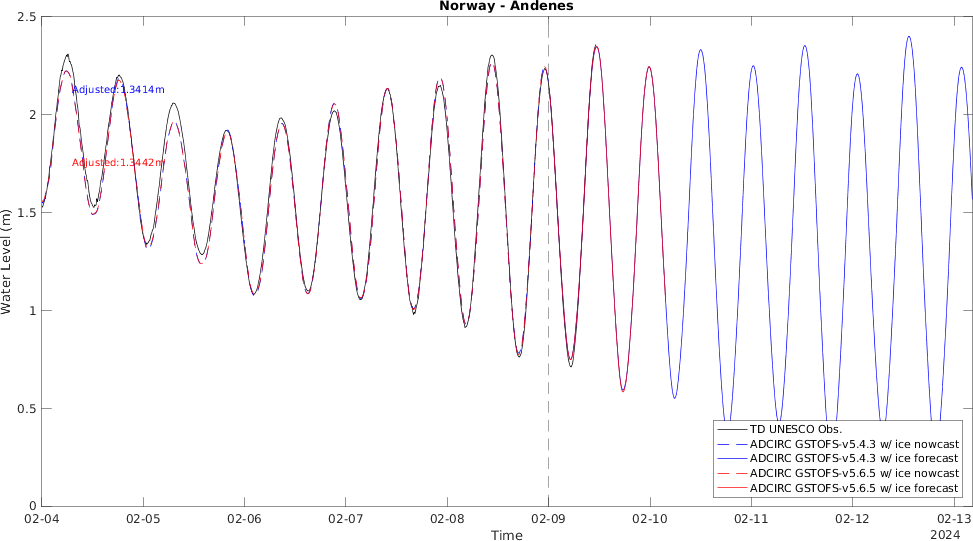 Norway - Andenes
2.5
2
1.5
1
0.5
0
Water Level (m)
Adjusted:1.3414m
Adjusted:1.3442m
TD UNESCO Obs.
ADCIRC GSTOFS-v5.4.3 w/ ice nowcast
ADCIRC GSTOFS-v5.4.3 w/ ice forecast
ADCIRC GSTOFS-v5.6.5 w/ ice nowcast
ADCIRC GSTOFS-v5.6.5 w/ ice forecast
02-04 02-05 02-06 02-07 02-08 02-09 02-10 02-11 02-12 02-13
Time
2024